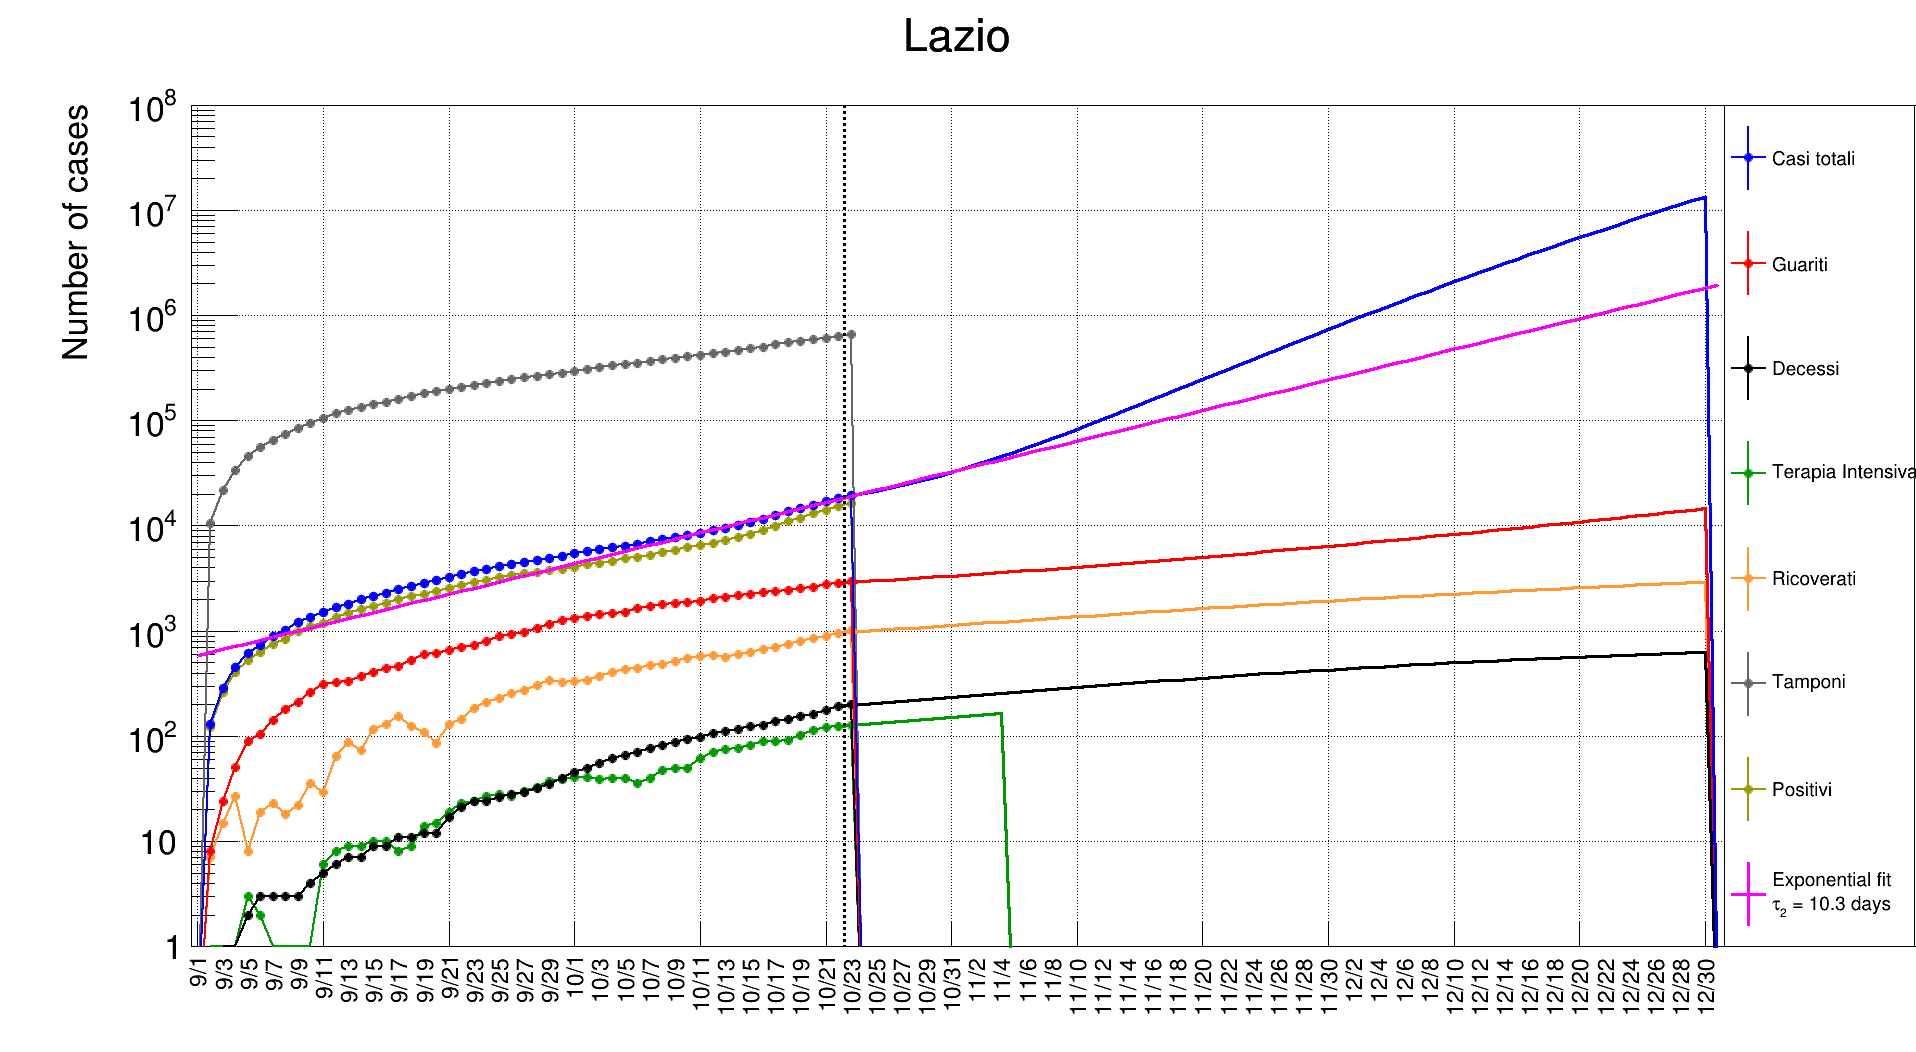 Lazio
Number of cases
10^8
10^7
10^6
10^5
10^4
10^3
10^2
10
1
9/1 9/3 9/5 9/7 9/9 9/11 9/13 9/15 9/17 9/19 9/21 9/23 9/25 9/27 9/29 10/1 10/3 10/5 10/7 10/9 10/11 10/13 10/15 10/17 10/19 10/21 10/23 10/25 10/27 10/29 10/31 11/2 11/4 11/6 11/8 11/10 11/12 11/14 11/16 11/18 11/20 11/22 11/24 11/26 11/28 11/30 12/2 12/4 12/6 12/8 12/10 12/12 12/14 12/16 12/18 12/20 12/22 12/24 12/26 12/28 12/30
Casi totali
Guariti
Decessi
Terapia Intensiva
Ricoverati
Tamponi
Positivi
Exponential fit
τ₂ = 10.3 days